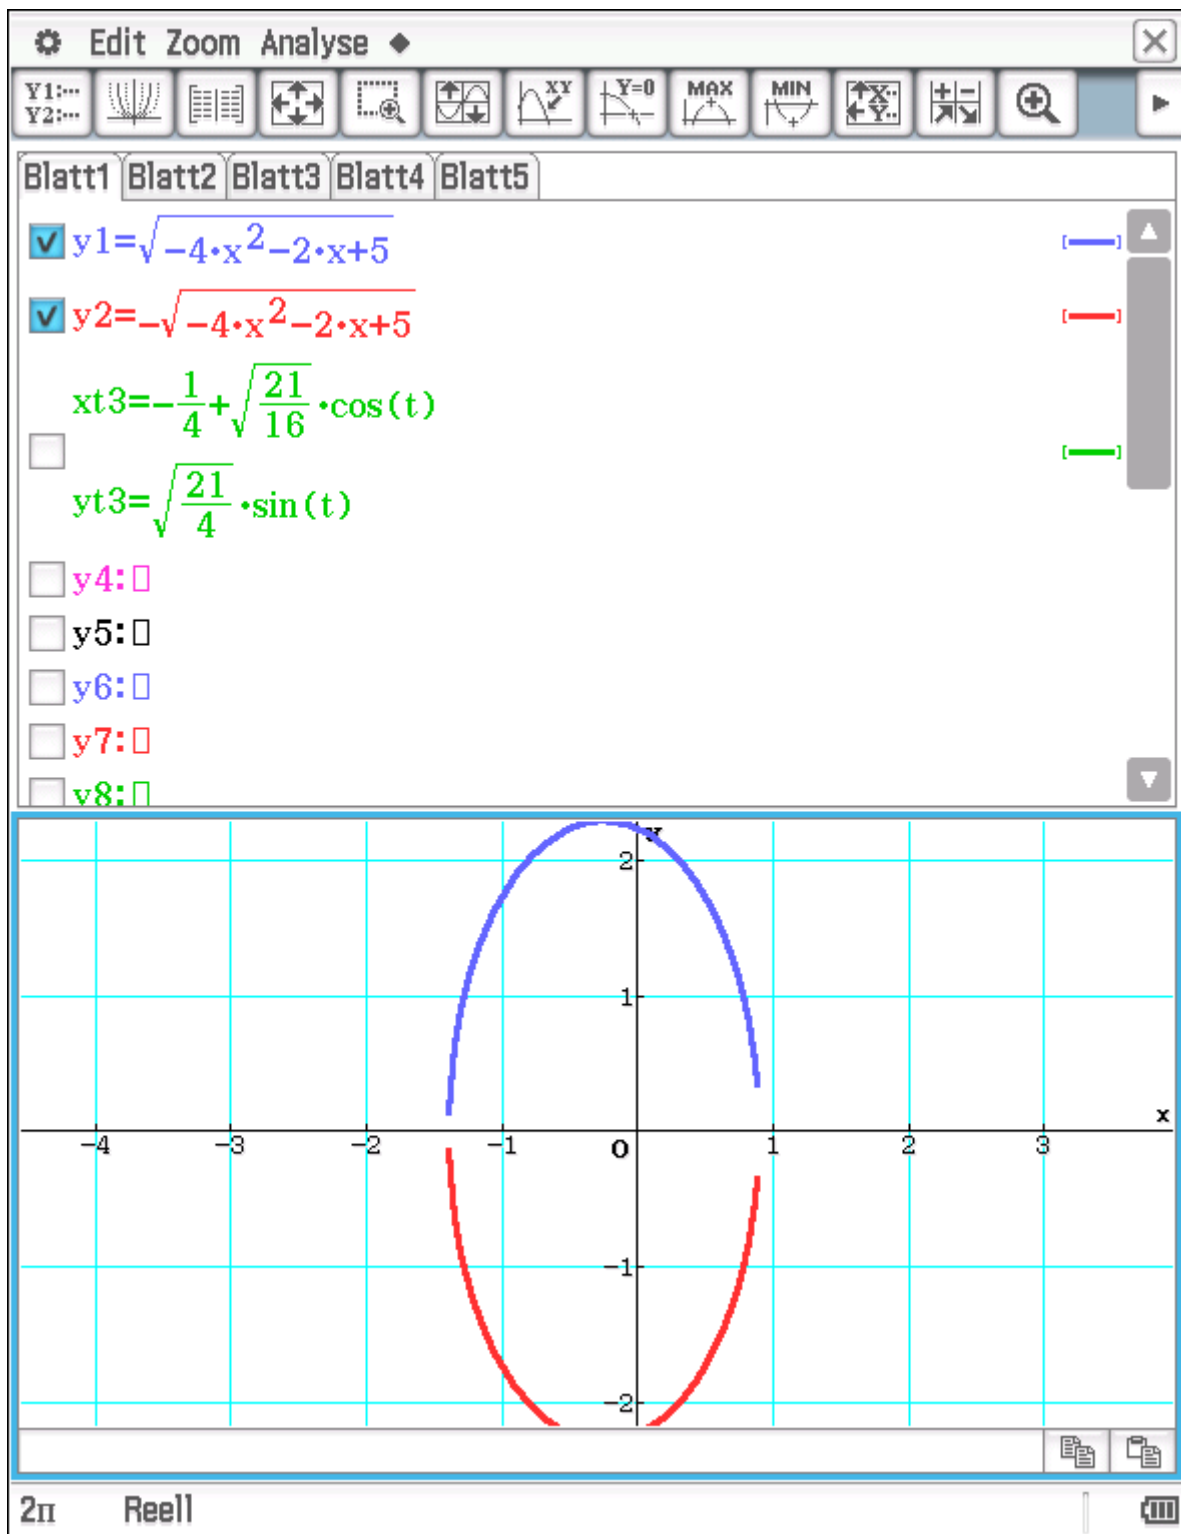 Edit Zoom Analyse ◆
Y1:… Y2:… XY Y=0 MAX MIN X.. Y..
Blatt1 Blatt2 Blatt3 Blatt4 Blatt5
y1=√(-4·x²-2·x+5)
y2=-√(-4·x²-2·x+5)
xt3=-1/4+√(21/16)·cos(t)
yt3=√(21/4)·sin(t)
y4:▯
y5:▯
y6:▯
y7:▯
y8:▯
y
2
1
x
-4 -3 -2 -1 0 1 2 3
-1
-2
2π Reell